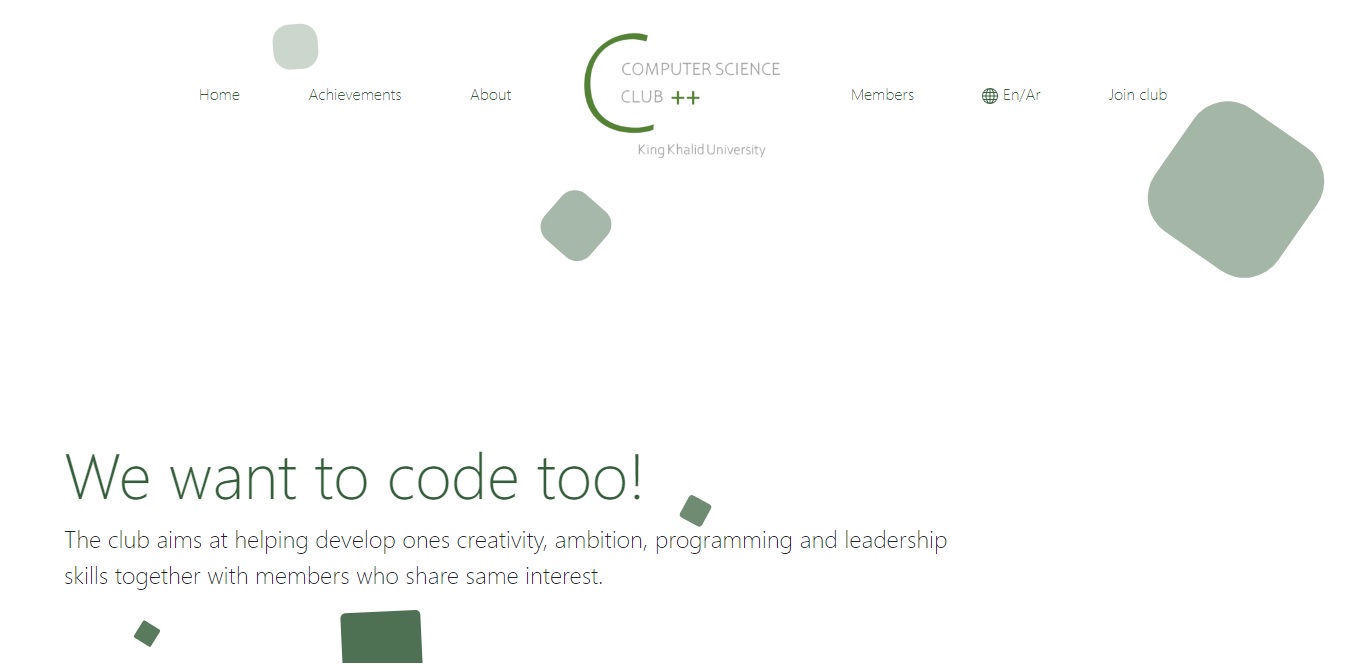 Home
Achievements
About
COMPUTER SCIENCE
CLUB ++
King Khalid University
Members
En/Ar
Join club
We want to code too!
The club aims at helping develop ones creativity, ambition, programming and leadership
skills together with members who share same interest.